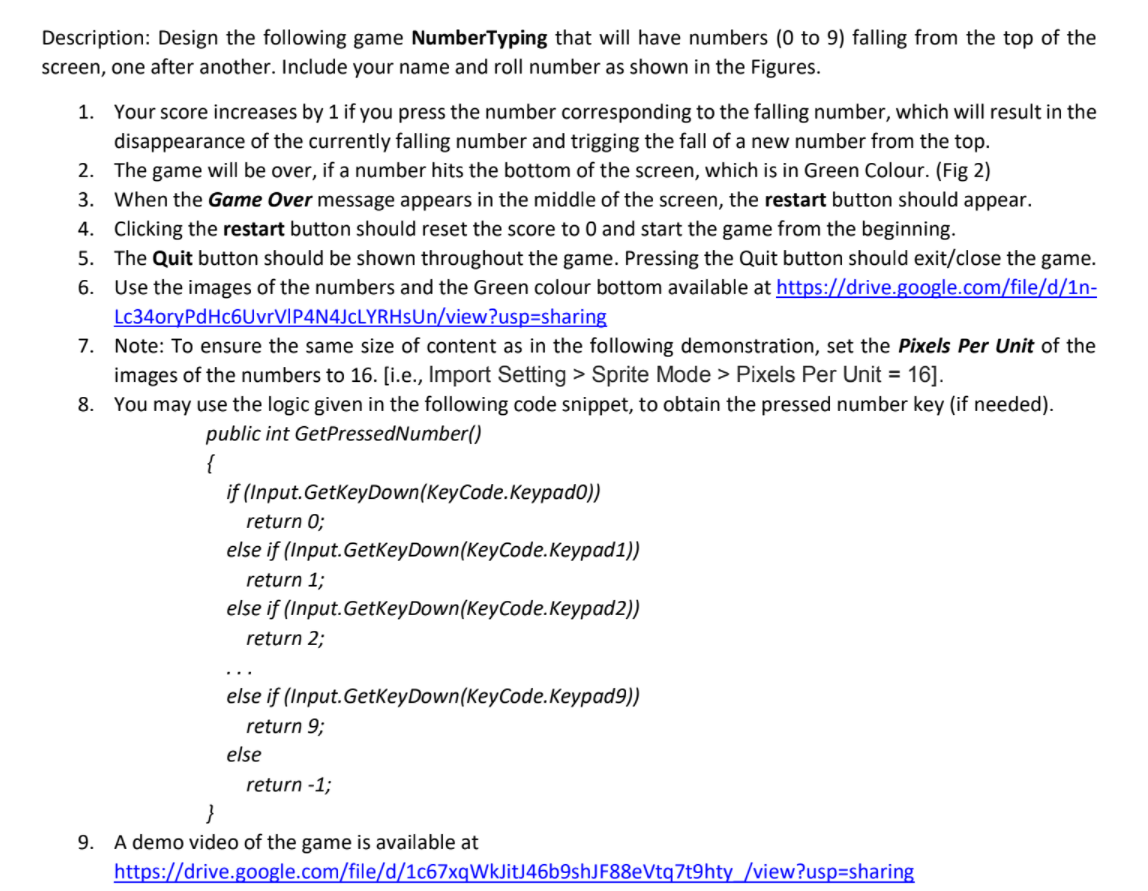 Description: Design the following game NumberTyping that will have numbers (0 to 9) falling from the top of the
screen, one after another. Include your name and roll number as shown in the Figures.
1. Your score increases by 1 if you press the number corresponding to the falling number, which will result in the
disappearance of the currently falling number and trigging the fall of a new number from the top.
2. The game will be over, if a number hits the bottom of the screen, which is in Green Colour. (Fig 2)
3. When the Game Over message appears in the middle of the screen, the restart button should appear.
4. Clicking the restart button should reset the score to 0 and start the game from the beginning.
5. The Quit button should be shown throughout the game. Pressing the Quit button should exit/close the game.
6. Use the images of the numbers and the Green colour bottom available at https://drive.google.com/file/d/1n-
Lc34oryPdHc6UvrVlP4N4JcLYRHsUn/view?usp=sharing
7. Note: To ensure the same size of content as in the following demonstration, set the Pixels Per Unit of the
images of the numbers to 16. [i.e., Import Setting > Sprite Mode > Pixels Per Unit = 16].
8. You may use the logic given in the following code snippet, to obtain the pressed number key (if needed).
public int GetPressedNumber()
{
if (Input.GetKeyDown(KeyCode.Keypad0))
return 0;
else if (Input.GetKeyDown(KeyCode.Keypad1))
return 1;
else if (Input.GetKeyDown(KeyCode.Keypad2))
return 2;
. . .
else if (Input.GetKeyDown(KeyCode.Keypad9))
return 9;
else
return -1;
}
9. A demo video of the game is available at
https://drive.google.com/file/d/1c67xqWkJitJ46b9shJF88eVtq7t9hty_/view?usp=sharing